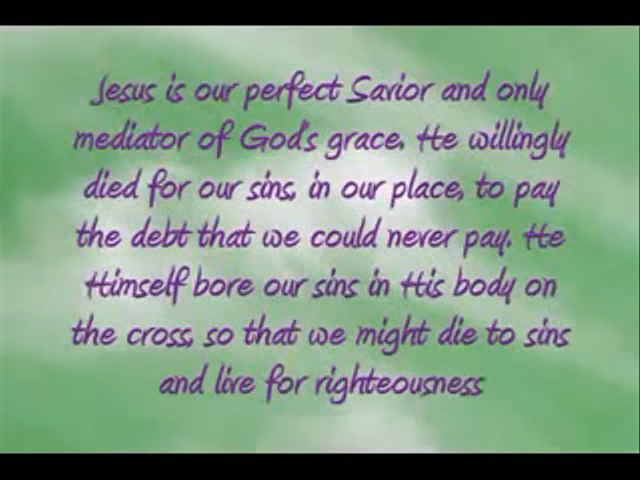 Jesus is our perfect Savior and only
mediator of God's grace. He willingly
died for our sins, in our place, to pay
the debt that we could never pay. He
Himself bore our sins in His body on
the cross, so that we might die to sins
and live for righteousness